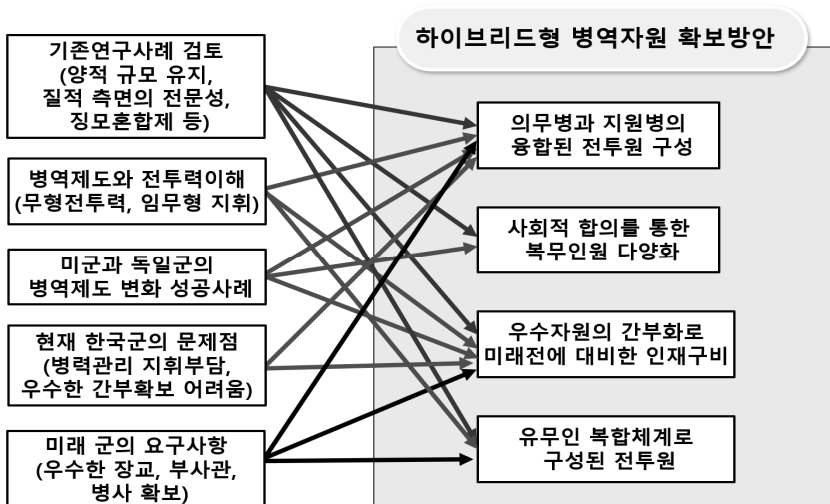 하이브리드형 병역자원 확보방안
기존연구사례 검토
(양적 규모 유지,
질적 측면의 전문성,
징모혼합제 등)
병역제도와 전투력이해
(무형전투력, 임무형 지휘)
미군과 독일군의
병역제도 변화 성공사례
현재 한국군의 문제점
(병력관리 지휘부담,
우수한 간부확보 어려움)
미래 군의 요구사항
(우수한 장교, 부사관,
병사 확보)
의무병과 지원병의
융합된 전투원 구성
사회적 합의를 통한
복무인원 다양화
우수자원의 간부화로
미래전에 대비한 인재구비
유무인 복합체계로
구성된 전투원